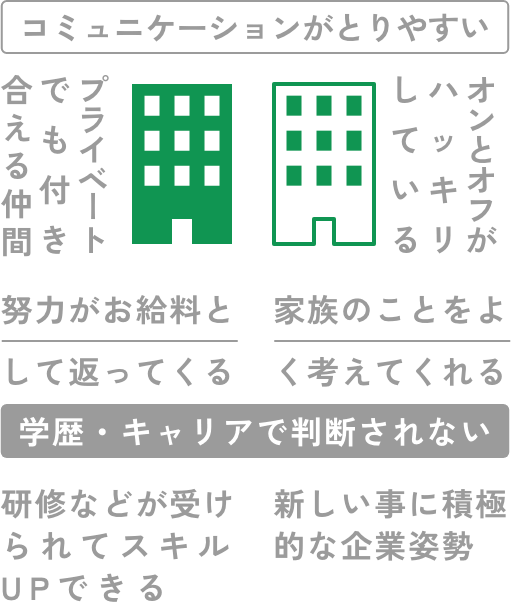 コミュニケーションがとりやすい
プライベート
でも付き
合える仲間
オンとオフが
ハッキリ
している
努力がお給料と
して返ってくる
家族のことをよ
く考えてくれる
学歴・キャリアで判断されない
研修などが受け
られてスキル
UPできる
新しい事に積極
的な企業姿勢